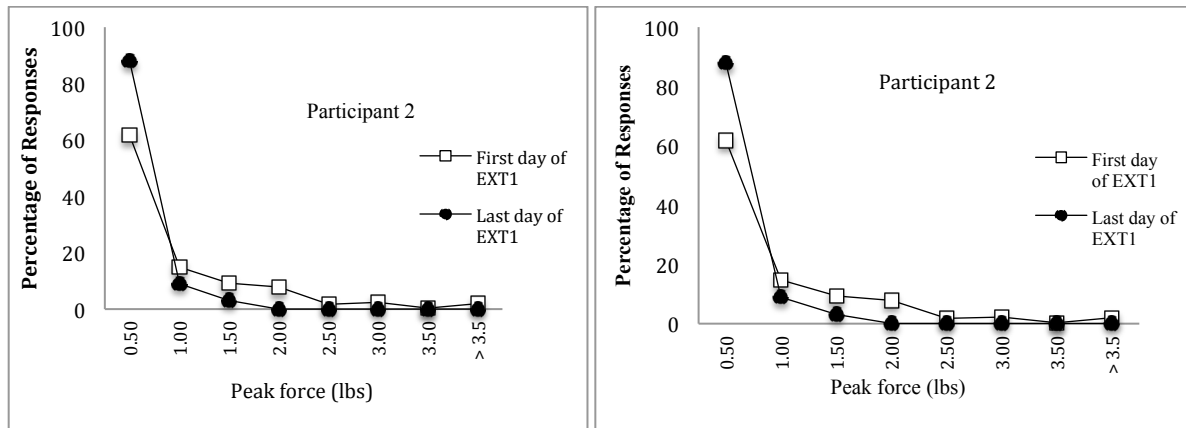 100
80
60
40
20
0
Percentage of Responses
Participant 2
First day of
EXT1
Last day of
EXT1
0.50
1.00
1.50
2.00
2.50
3.00
3.50
> 3.5
Peak force (lbs)
100
80
60
40
20
0
Percentage of Responses
Participant 2
First day
of EXT1
Last day of
EXT1
0.50
1.00
1.50
2.00
2.50
3.00
3.50
> 3.5
Peak force (lbs)